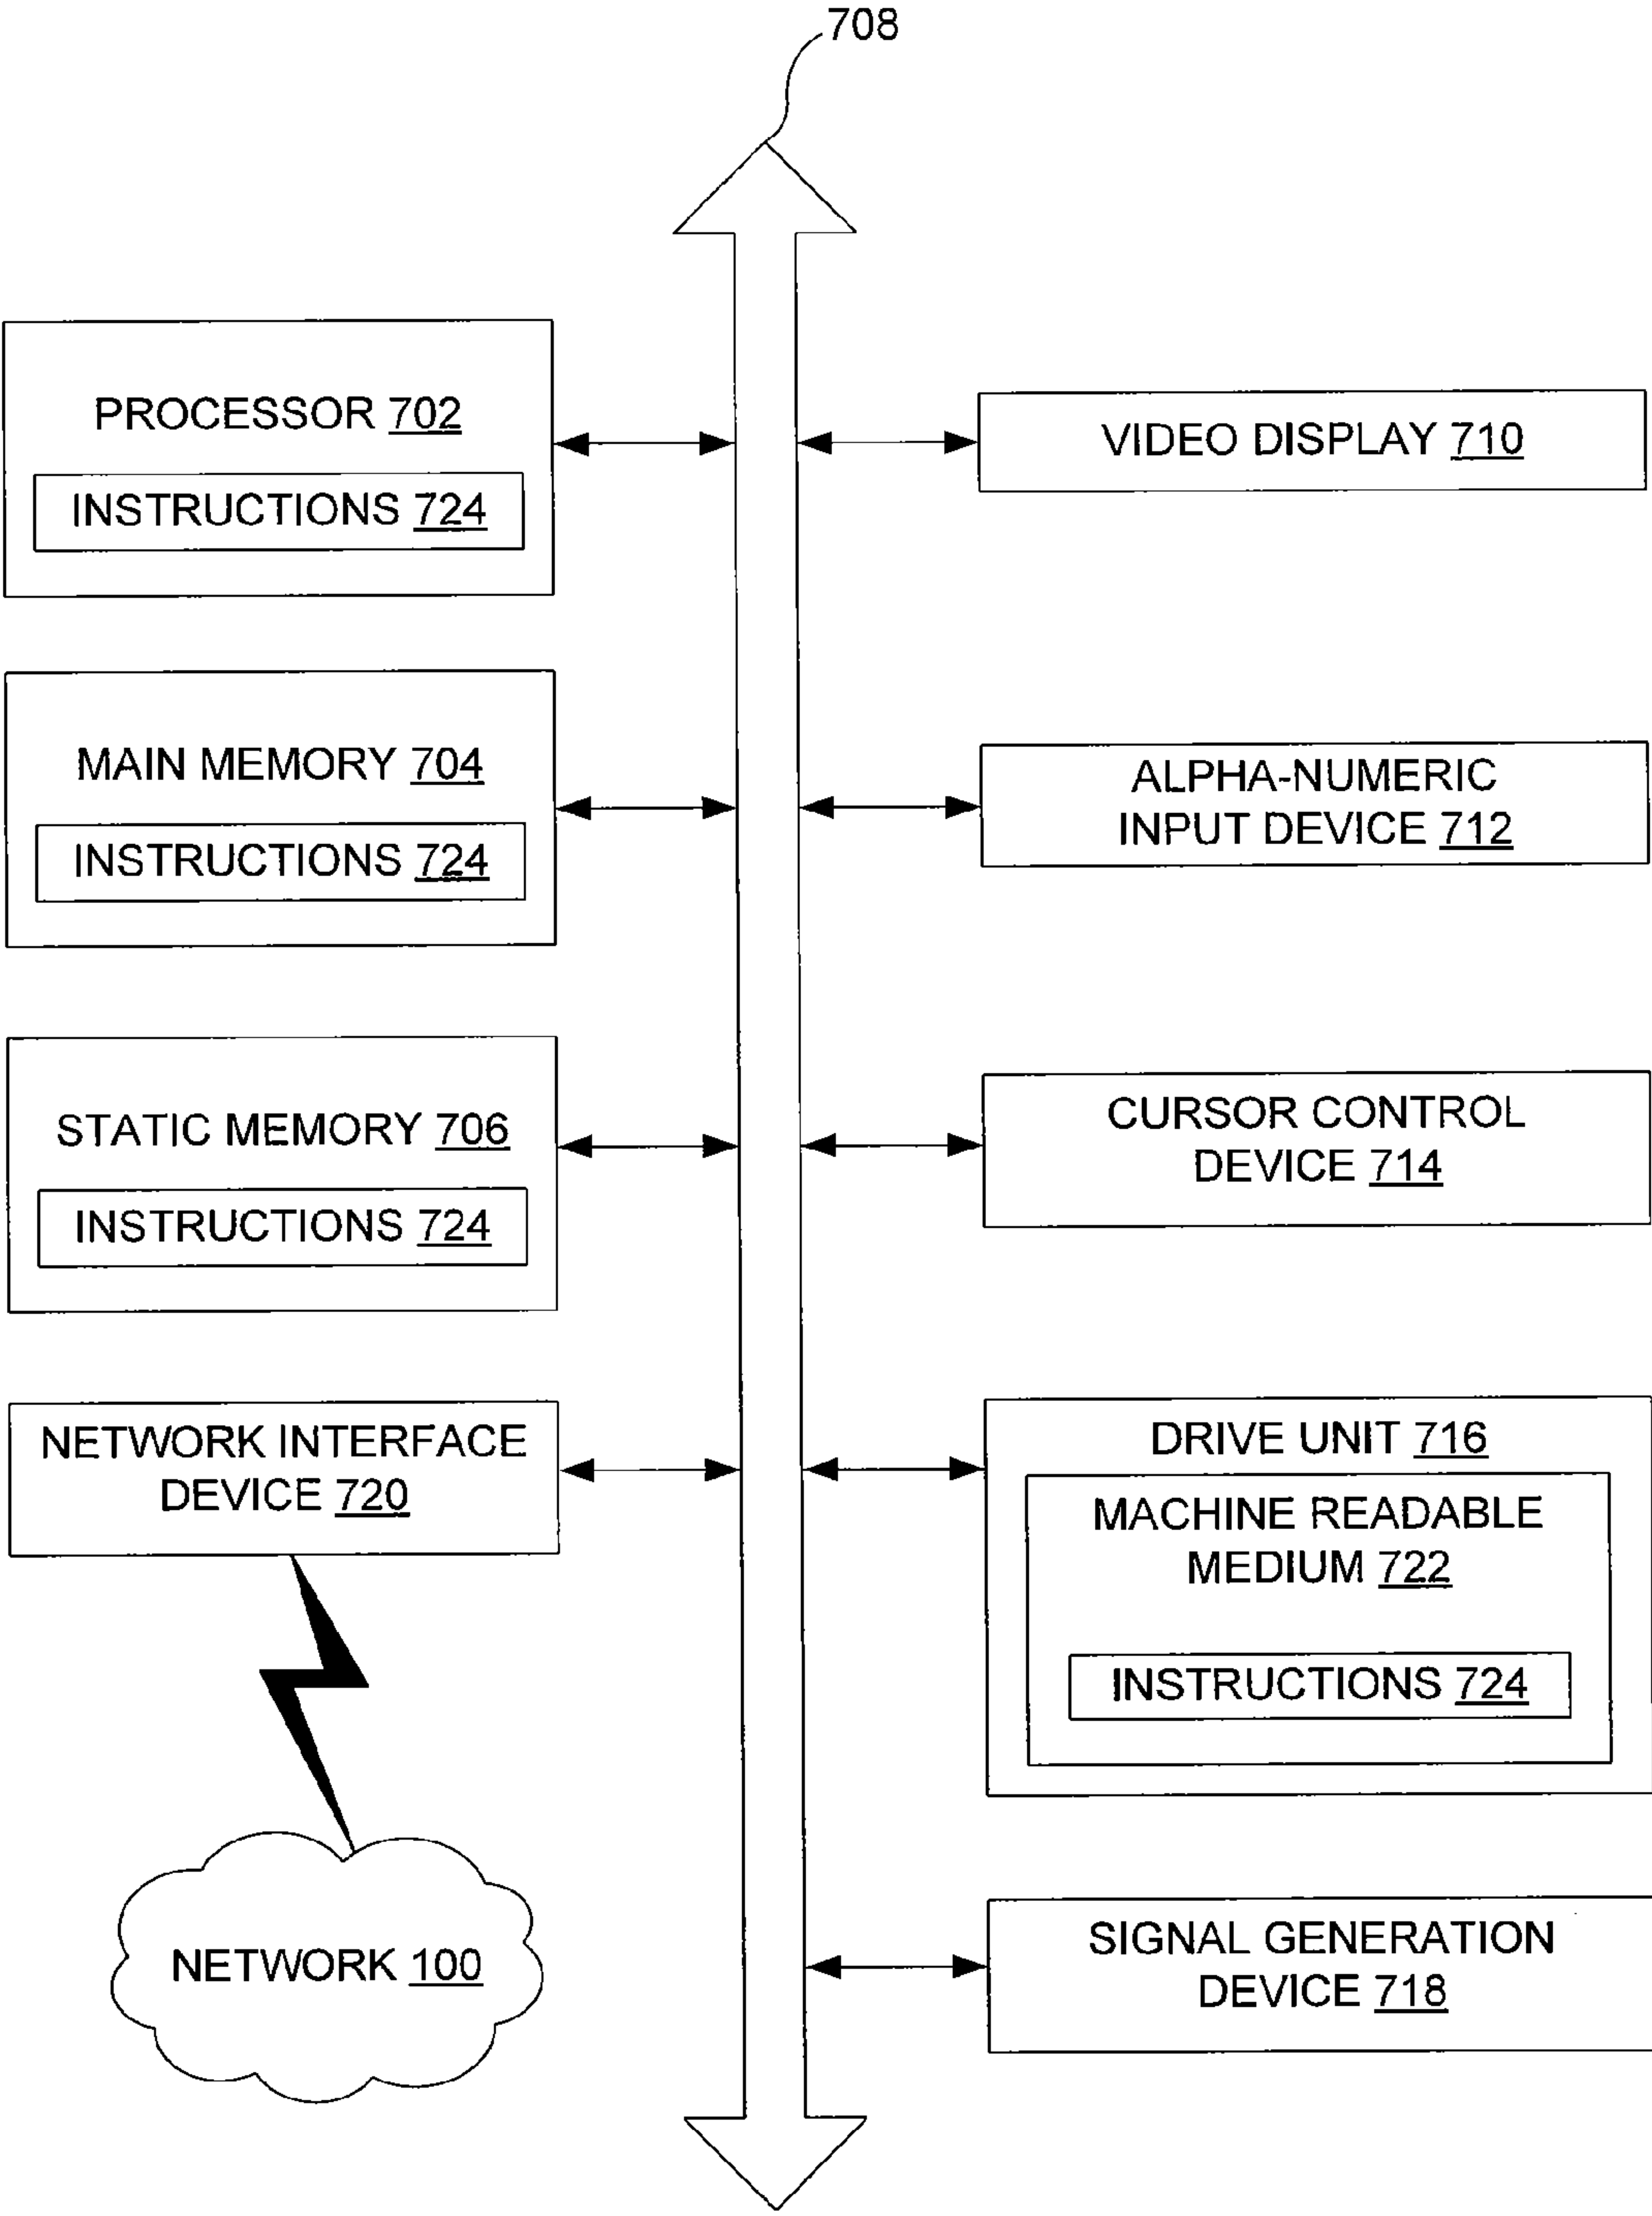 708
PROCESSOR 702
INSTRUCTIONS 724
MAIN MEMORY 704
INSTRUCTIONS 724
STATIC MEMORY 706
INSTRUCTIONS 724
NETWORK INTERFACE
DEVICE 720
NETWORK 100
VIDEO DISPLAY 710
ALPHA-NUMERIC
INPUT DEVICE 712
CURSOR CONTROL
DEVICE 714
DRIVE UNIT 716
MACHINE READABLE
MEDIUM 722
INSTRUCTIONS 724
SIGNAL GENERATION
DEVICE 718